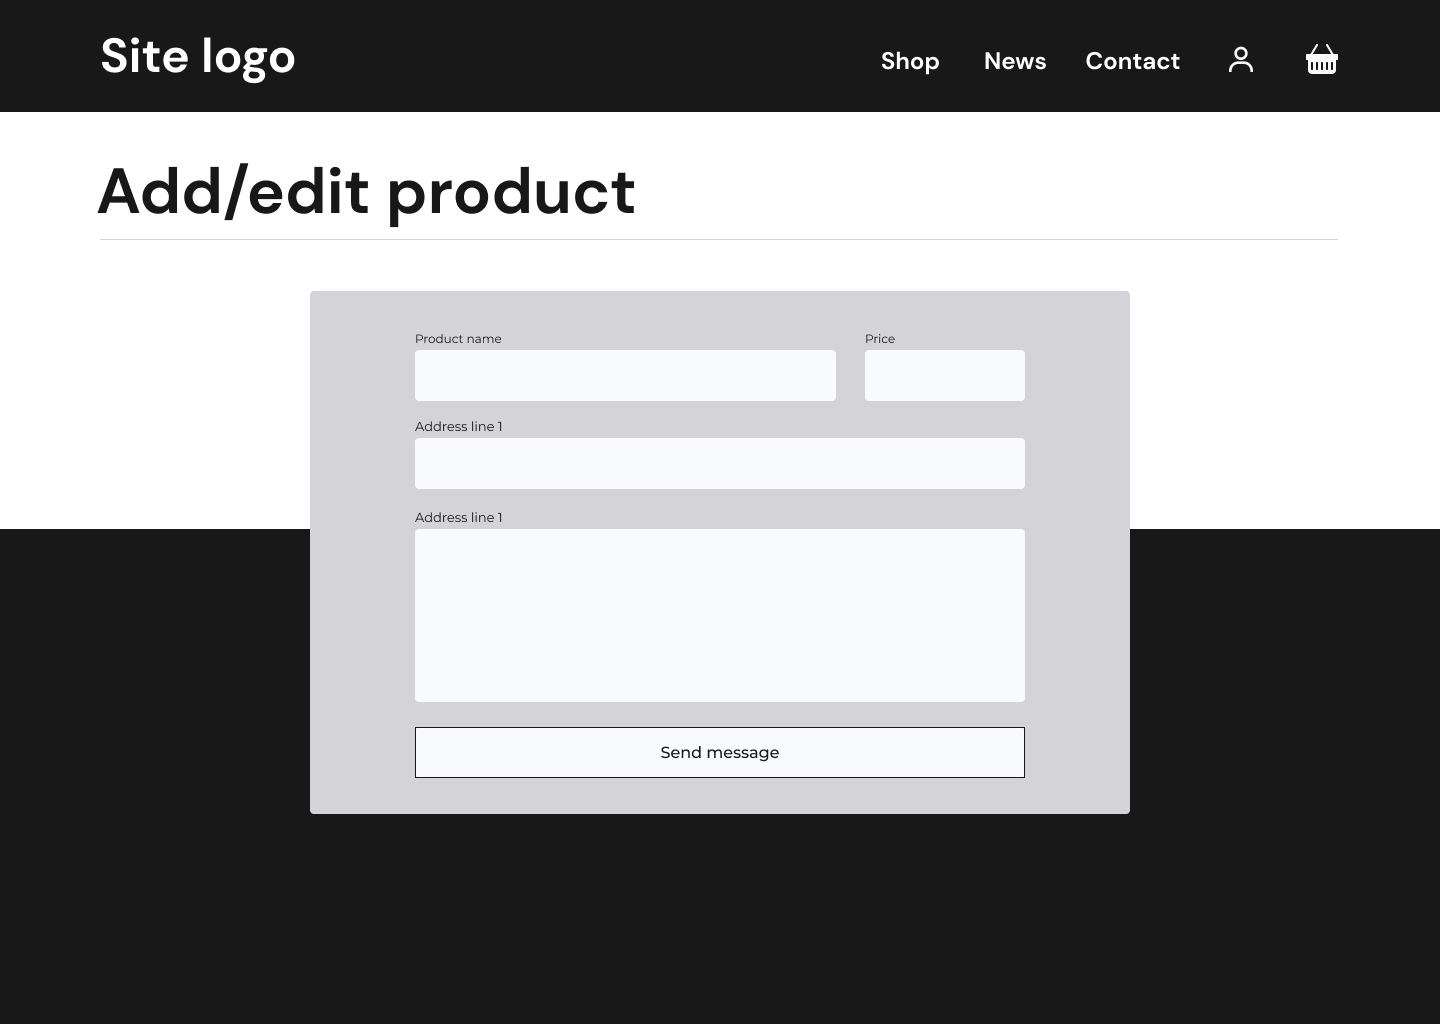 Site logo
Shop News Contact
Add/edit product
Product name Price
Address line 1
Address line 1
Send message